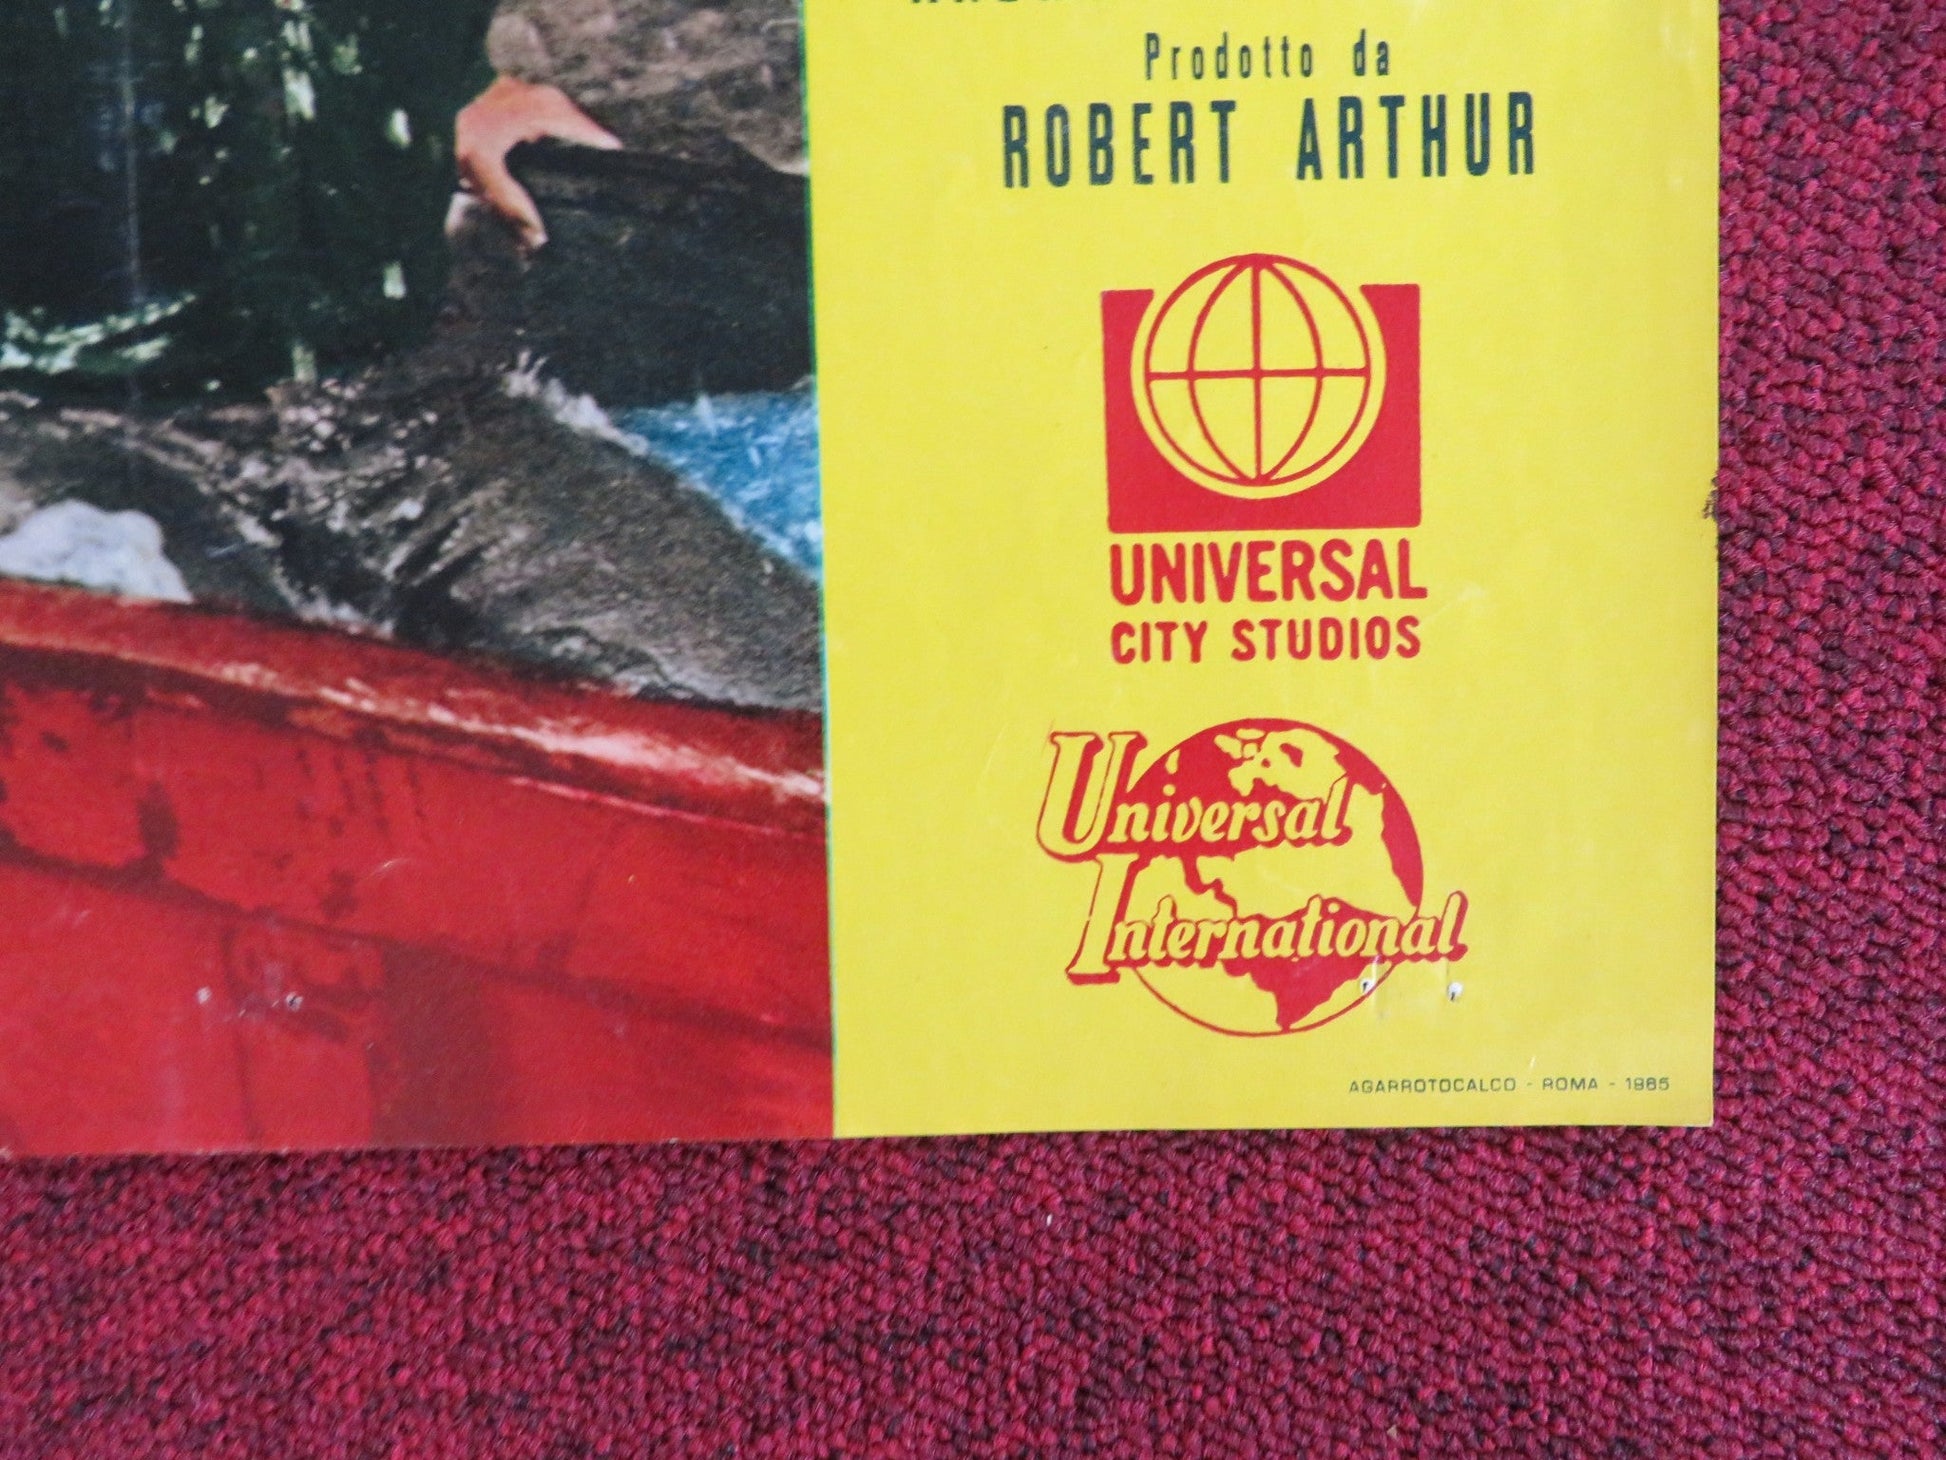 Prodotto da
ROBERT ARTHUR
UNIVERSAL
CITY STUDIOS
Universal
International
AGARROTOCALCO - ROMA - 1965